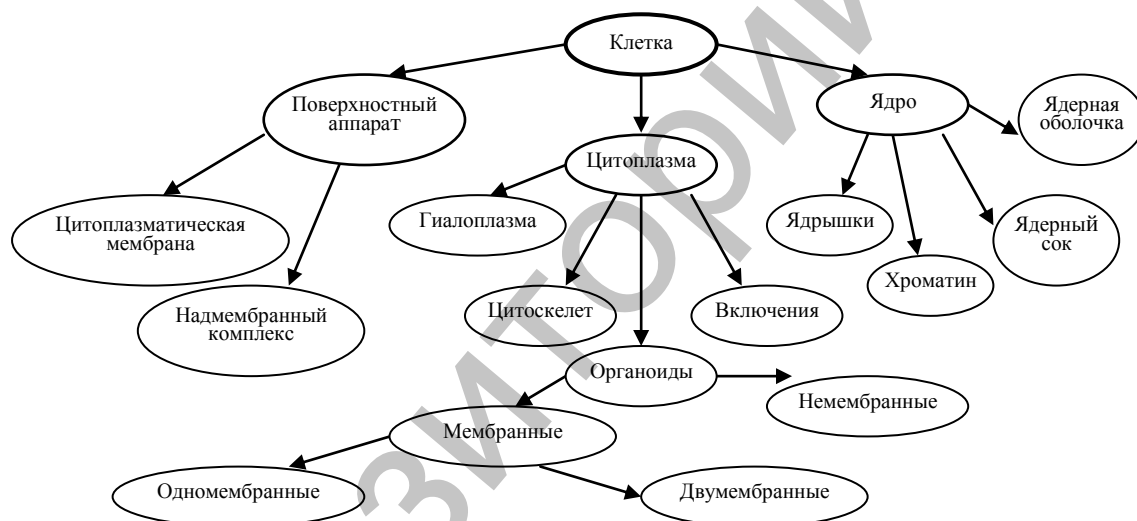 Клетка
Поверхностный
аппарат
Ядро
Ядерная
оболочка
Цитоплазма
Цитоплазматическая
мембрана
Гиалоплазма
Ядрышки
Ядерный
сок
Хроматин
Надмембранный
комплекс
Цитоскелет
Включения
Органоиды
Немембранные
Мембранные
Одномембранные
Двумембранные
зитори